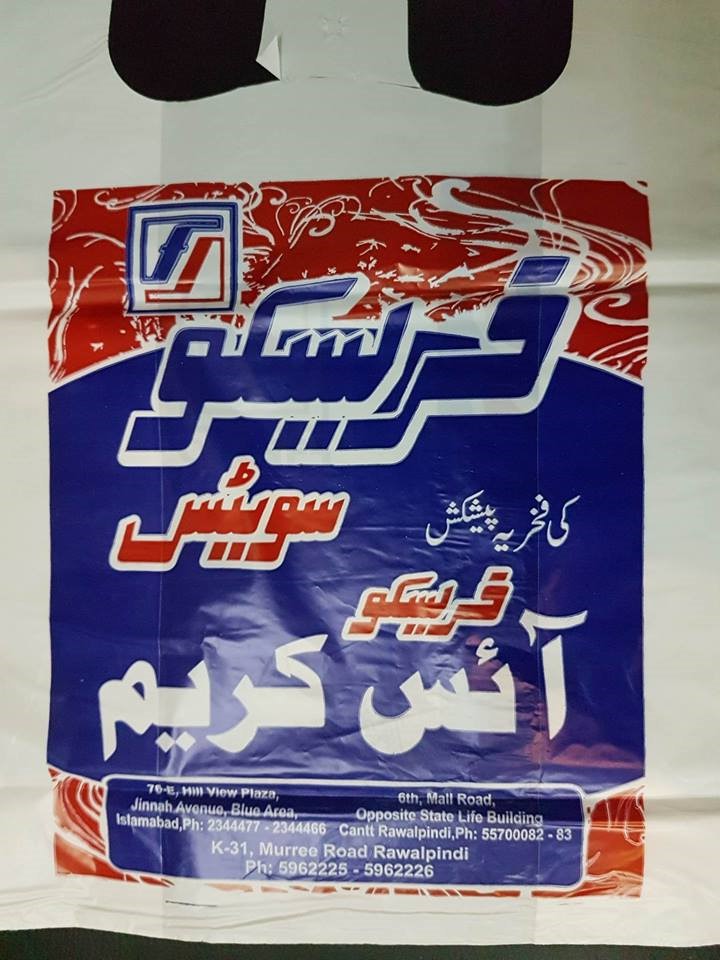 فریسکو
سویٹس
کی فخریہ پیشکش
فریسکو
آئس کریم
76-E, Hill View Plaza,
Jinnah Avenue, Blue Area,
Islamabad,Ph: 2344477 - 2344466
6th, Mall Road,
Opposite State Life Building
Cantt Rawalpindi,Ph: 55700082 - 83
K-31, Murree Road Rawalpindi
Ph: 5962225 - 5962226